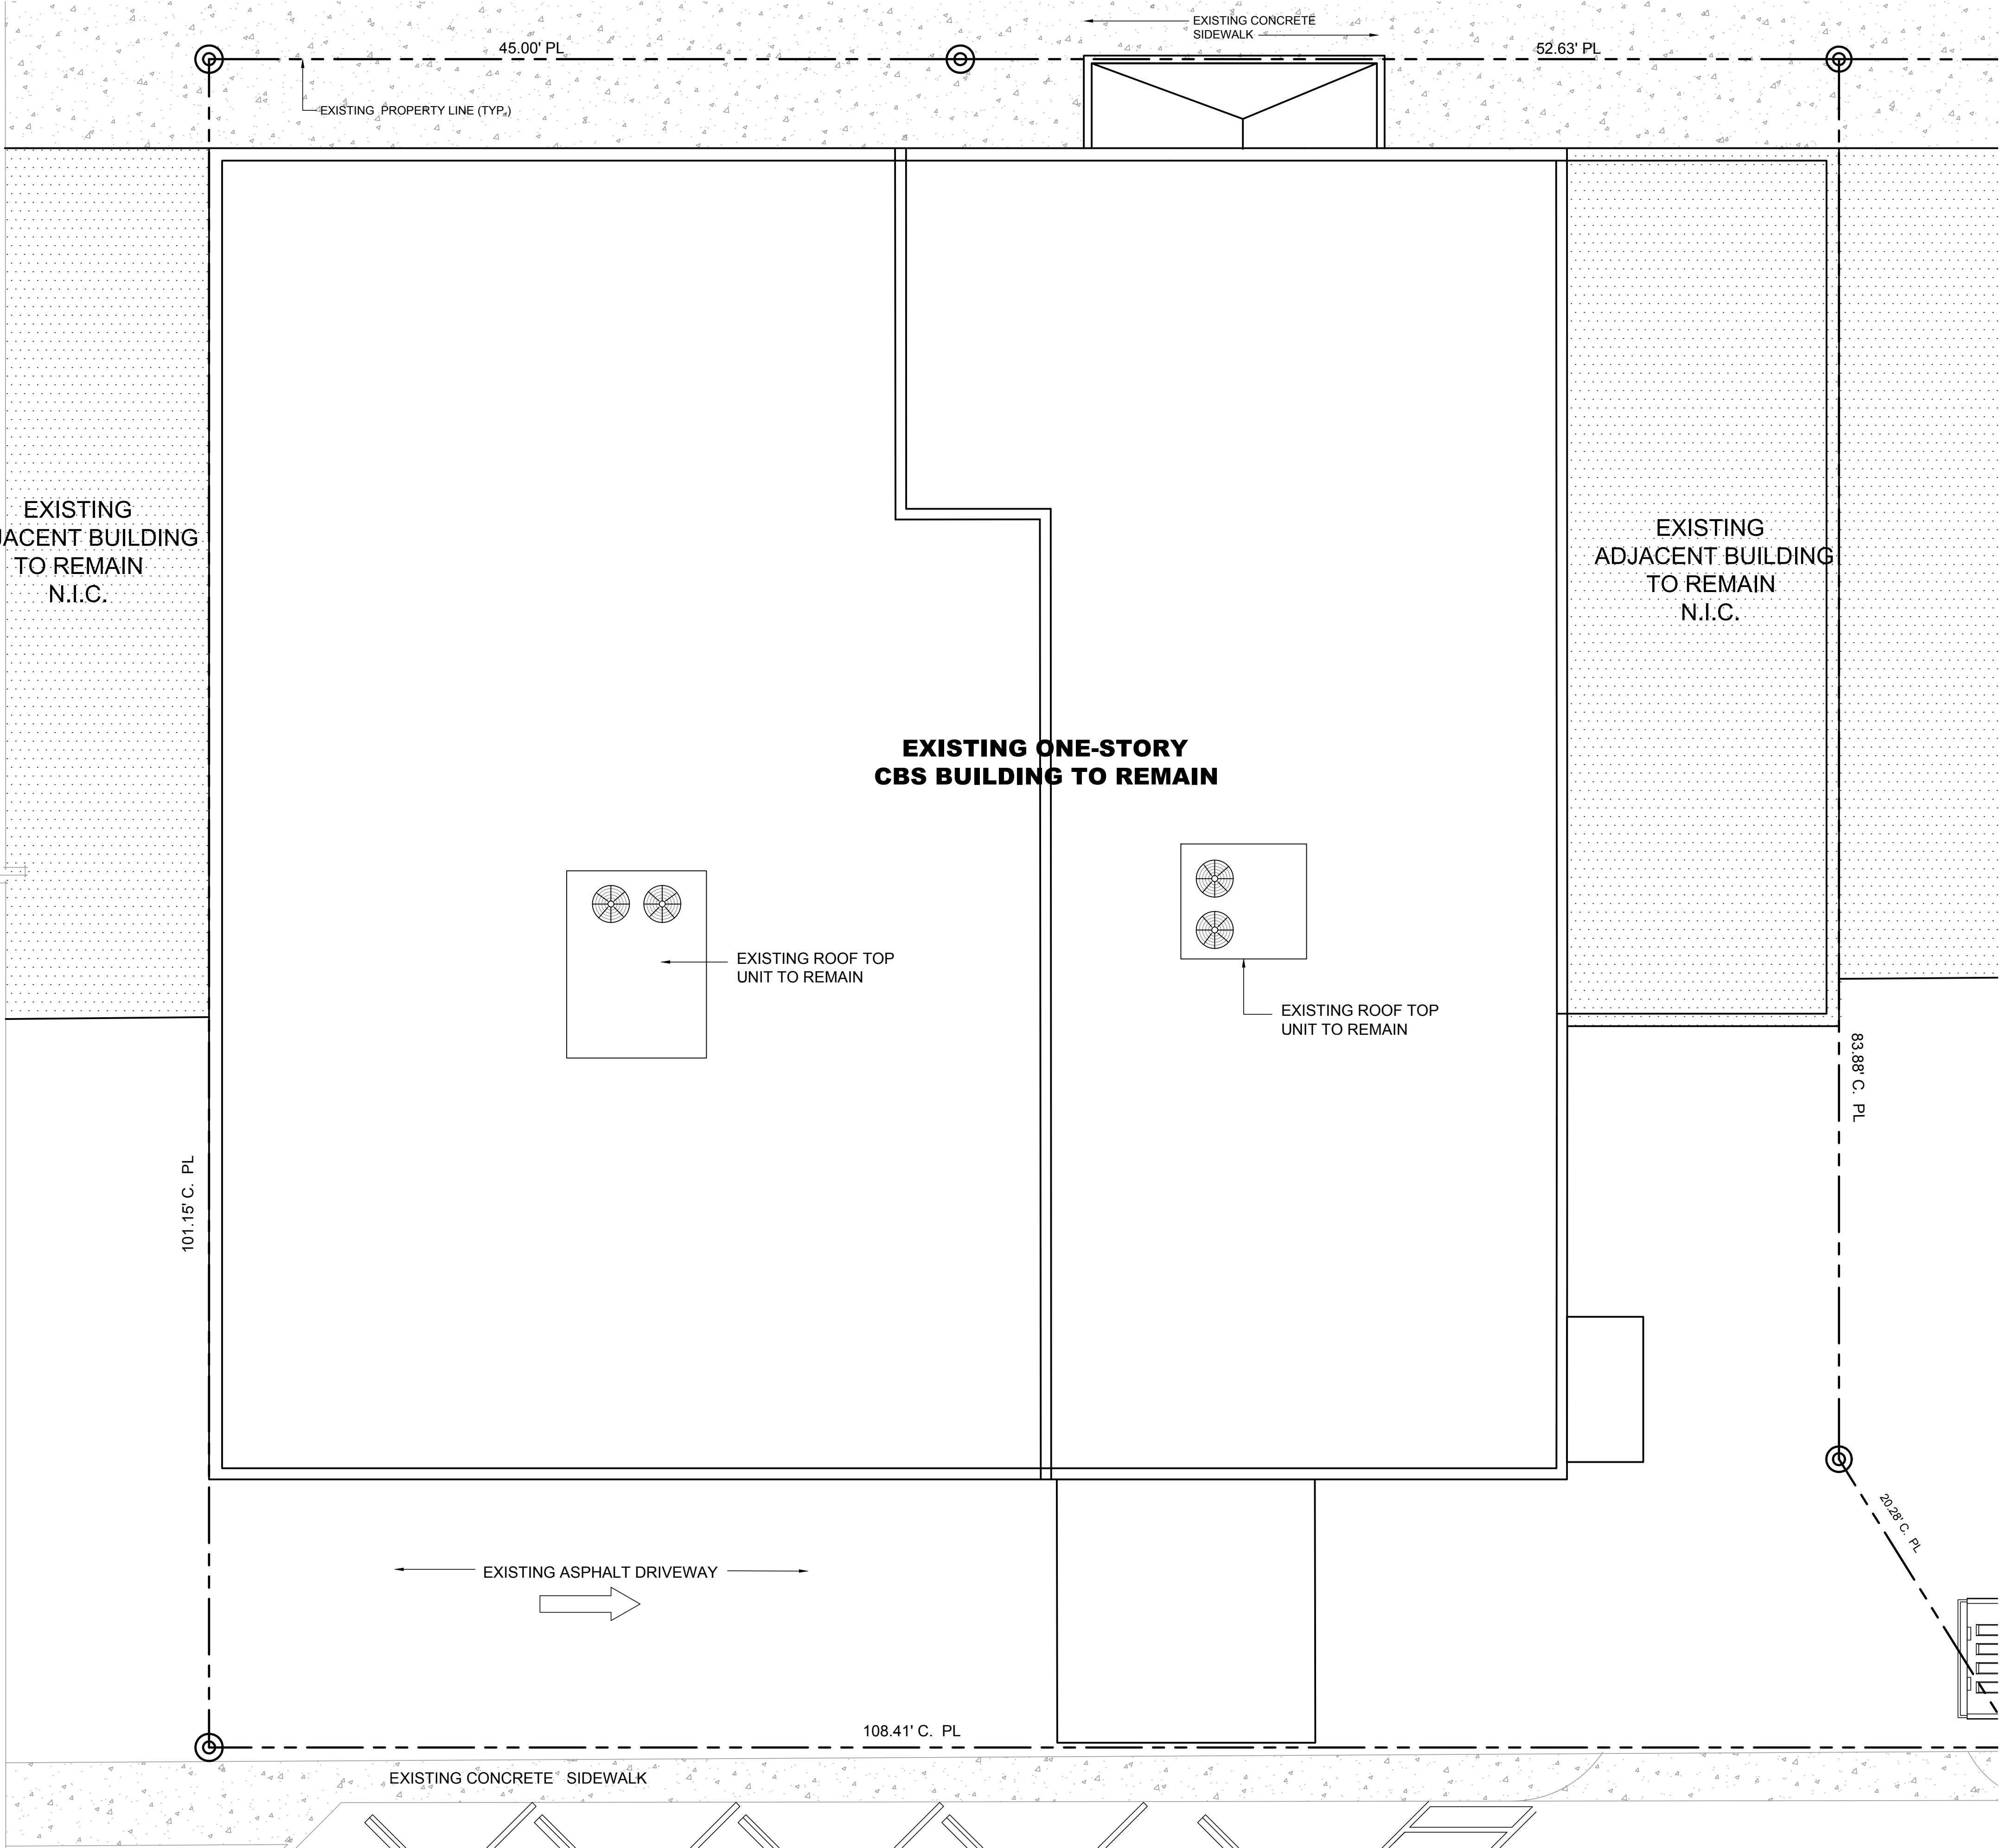 EXISTING CONCRETE
SIDEWALK
45.00' PL
52.63' PL
EXISTING PROPERTY LINE (TYP.)
EXISTING
JACENT BUILDING
TO REMAIN
N.I.C.
EXISTING
ADJACENT BUILDING
TO REMAIN
N.I.C.
EXISTING ONE-STORY
CBS BUILDING TO REMAIN
EXISTING ROOF TOP
UNIT TO REMAIN
EXISTING ROOF TOP
UNIT TO REMAIN
83.88' C. PL
101.15' C. PL
20.28' C. PL
EXISTING ASPHALT DRIVEWAY
108.41' C. PL
EXISTING CONCRETE SIDEWALK